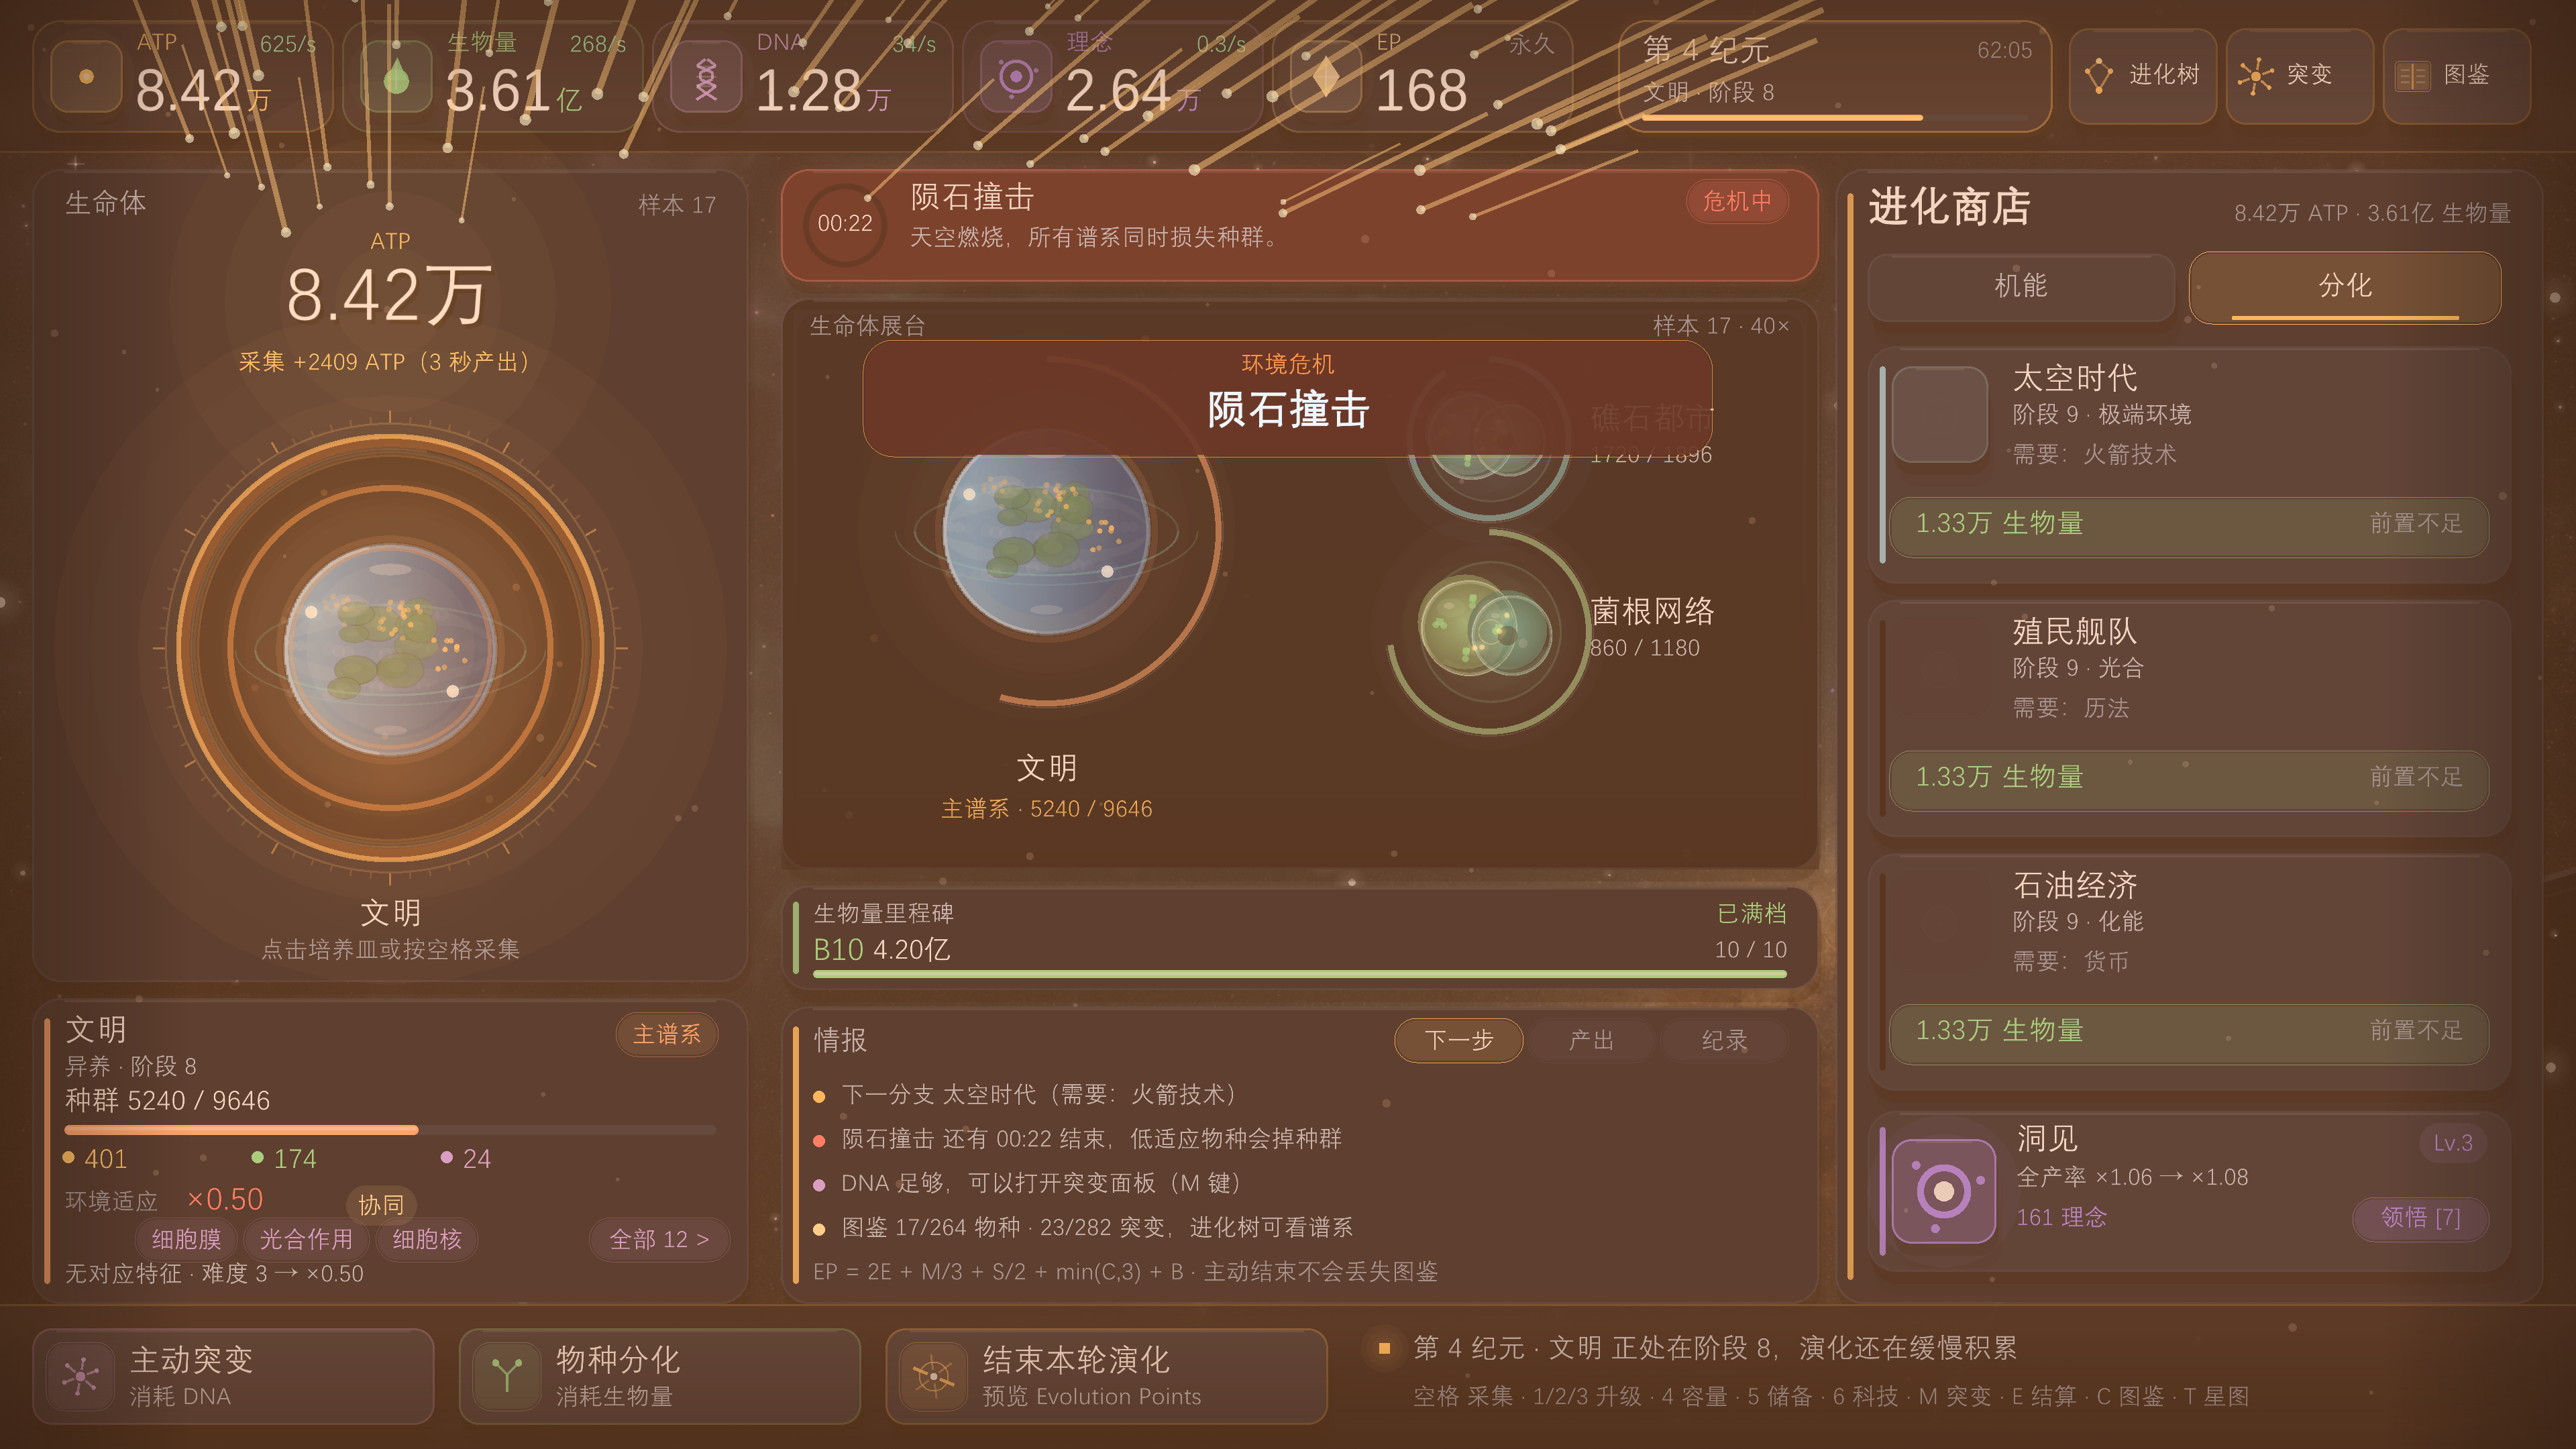 ATP 625/s
8.42万
生物量 268/s
3.61亿
DNA 34/s
1.28万
理念 0.3/s
2.64万
EP 永久
168
第 4 纪元 62:05
文明 · 阶段 8
进化树
突变
图鉴
生命体 样本 17
ATP
8.42万
采集 +2409 ATP（3 秒产出）
文明
点击培养皿或按空格采集
文明 主谱系
异养 · 阶段 8
种群 5240 / 9646
401 174 24
环境适应 ×0.50 协同
细胞膜 光合作用 细胞核 全部 12 >
无对应特征 · 难度 3 → ×0.50
00:22
陨石撞击 危机中
天空燃烧，所有谱系同时损失种群。
生命体展台 样本 17 · 40×
环境危机
陨石撞击
礁石都市
1720 / 1896
菌根网络
860 / 1180
文明
主谱系 · 5240 / 9646
生物量里程碑 已满档
B10 4.20亿 10 / 10
情报 下一步 产出 纪录
下一分支 太空时代（需要：火箭技术）
陨石撞击 还有 00:22 结束，低适应物种会掉种群
DNA 足够，可以打开突变面板（M 键）
图鉴 17/264 物种 · 23/282 突变，进化树可看谱系
EP = 2E + M/3 + S/2 + min(C,3) + B · 主动结束不会丢失图鉴
进化商店 8.42万 ATP · 3.61亿 生物量
机能 分化
太空时代
阶段 9 · 极端环境
需要：火箭技术
1.33万 生物量 前置不足
殖民舰队
阶段 9 · 光合
需要：历法
1.33万 生物量 前置不足
石油经济
阶段 9 · 化能
需要：货币
1.33万 生物量 前置不足
洞见 Lv.3
全产率 ×1.06 → ×1.08
161 理念 领悟 [7]
主动突变
消耗 DNA
物种分化
消耗生物量
结束本轮演化
预览 Evolution Points
第 4 纪元 · 文明 正处在阶段 8，演化还在缓慢积累
空格 采集 · 1/2/3 升级 · 4 容量 · 5 储备 · 6 科技 · M 突变 · E 结算 · C 图鉴 · T 星图